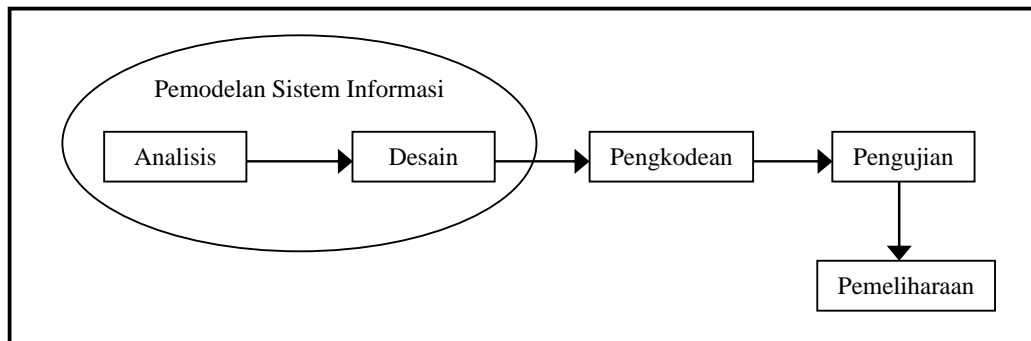 Pemodelan Sistem Informasi
Analisis
Desain
Pengkodean
Pengujian
Pemeliharaan